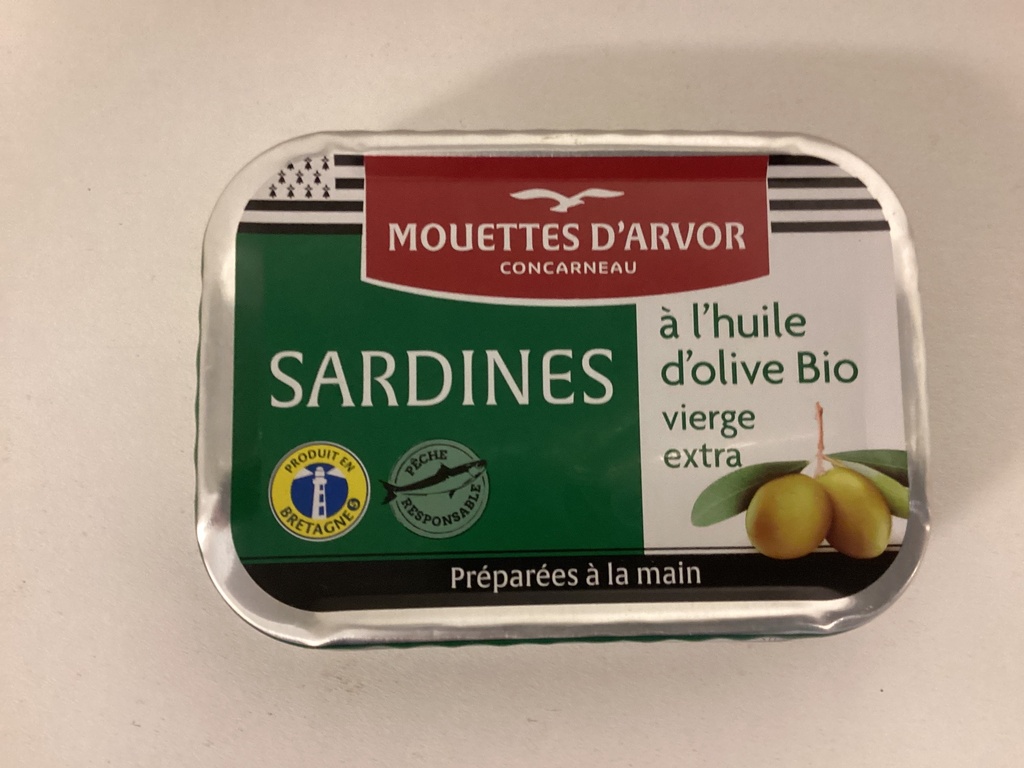 MOUETTES D'ARVOR
CONCARNEAU
SARDINES
à l'huile
d'olive Bio
vierge
extra
PRODUIT EN
BRETAGNE
PÊCHE
RESPONSABLE
Préparées à la main